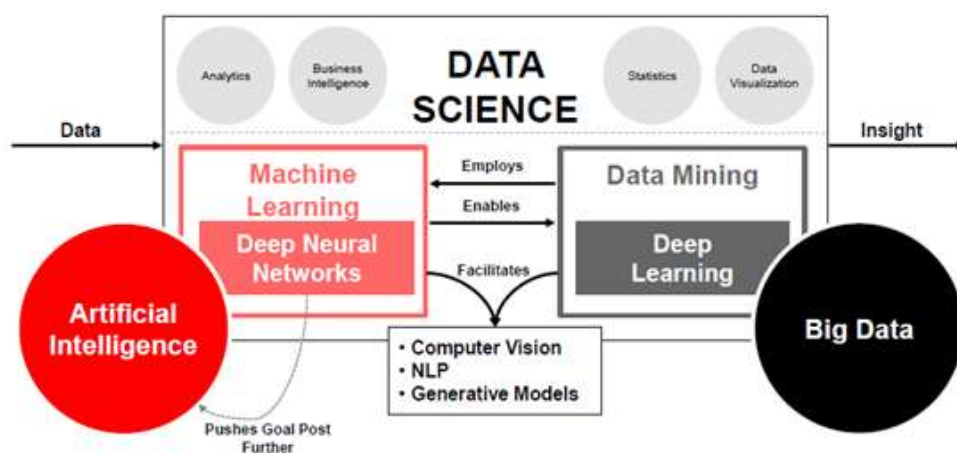 Analytics
Business
Intelligence
DATA
SCIENCE
Statistics
Data
Visualization
Data
Insight
Machine
Learning
Employs
Data Mining
Enables
Deep Neural
Networks
Deep
Learning
Facilitates
Artificial
Intelligence
Big Data
• Computer Vision
• NLP
• Generative Models
Pushes Goal Post
Further